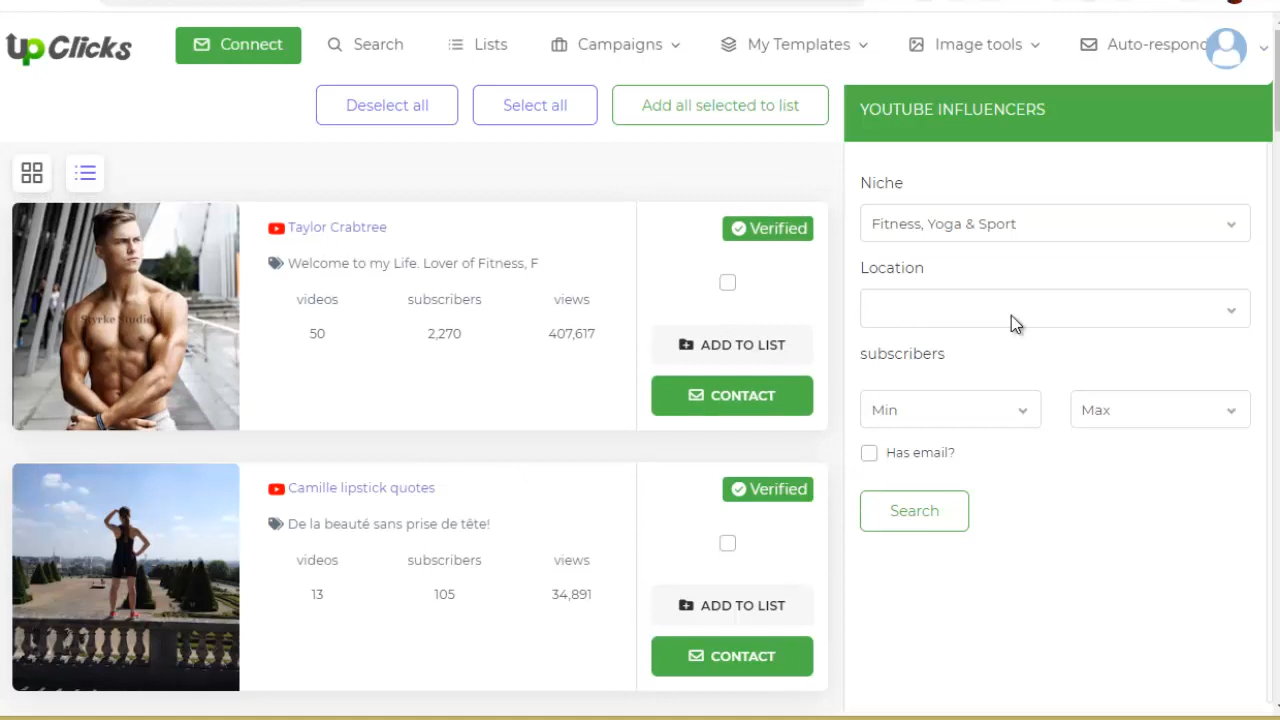 upClicks
Connect
Search
Lists
Campaigns
My Templates
Image tools
Auto-respond
Deselect all
Select all
Add all selected to list
YOUTUBE INFLUENCERS
Taylor Crabtree
Verified
Welcome to my Life. Lover of Fitness, F
videos subscribers views
50 2,270 407,617
ADD TO LIST
CONTACT
Styrke Studio
Camille lipstick quotes
Verified
De la beauté sans prise de tête!
videos subscribers views
13 105 34,891
ADD TO LIST
CONTACT
Niche
Fitness, Yoga & Sport
Location
subscribers
Min Max
Has email?
Search